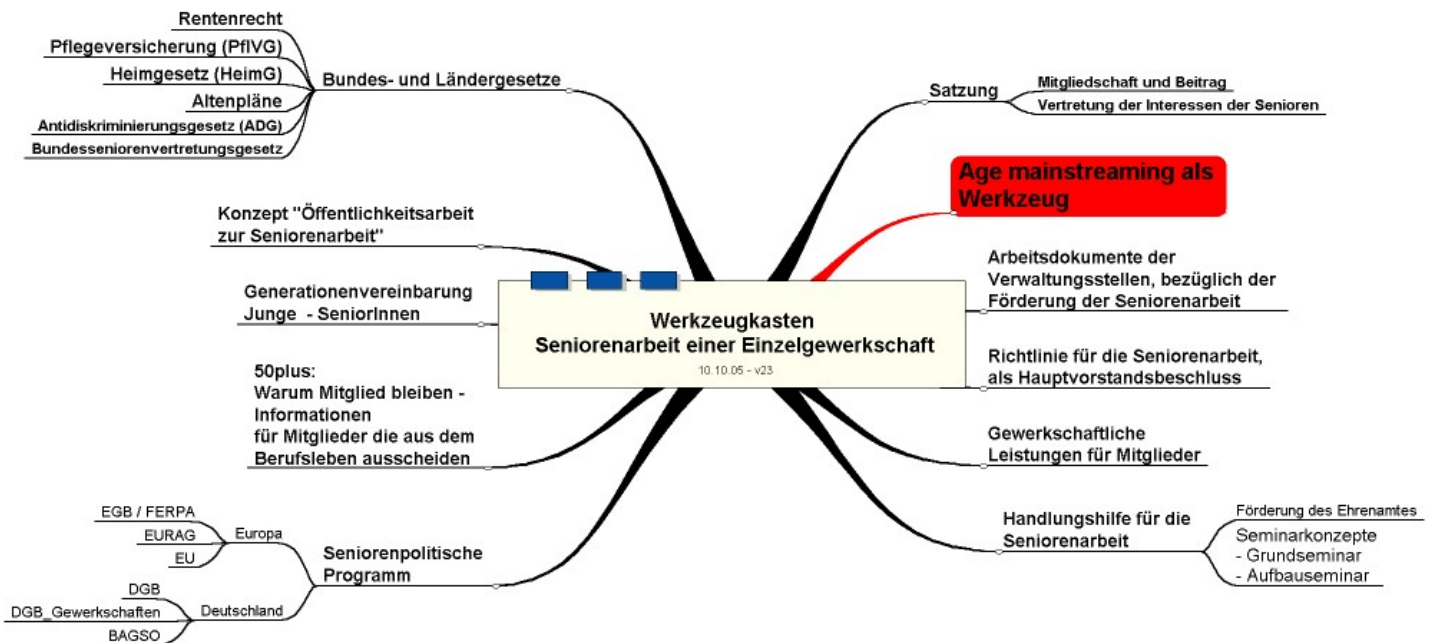 Rentenrecht
Pflegeversicherung (PflVG)
Heimgesetz (HeimG)
Altenpläne
Antidiskriminierungsgesetz (ADG)
Bundesseniorenvertretungsgesetz
Bundes- und Ländergesetze
Konzept "Öffentlichkeitsarbeit
zur Seniorenarbeit"
Generationenvereinbarung
Junge - SeniorInnen
50plus:
Warum Mitglied bleiben -
Informationen
für Mitglieder die aus dem
Berufsleben ausscheiden
EGB / FERPA
EURAG
EU
Europa
DGB
DGB_Gewerkschaften
BAGSO
Deutschland
Seniorenpolitische
Programm
Werkzeugkasten
Seniorenarbeit einer Einzelgewerkschaft
10.10.05 - v23
Satzung
Mitgliedschaft und Beitrag
Vertretung der Interessen der Senioren
Age mainstreaming als
Werkzeug
Arbeitsdokumente der
Verwaltungsstellen, bezüglich der
Förderung der Seniorenarbeit
Richtlinie für die Seniorenarbeit,
als Hauptvorstandsbeschluss
Gewerkschaftliche
Leistungen für Mitglieder
Handlungshilfe für die
Seniorenarbeit
Förderung des Ehrenamtes
Seminarkonzepte
- Grundseminar
- Aufbauseminar